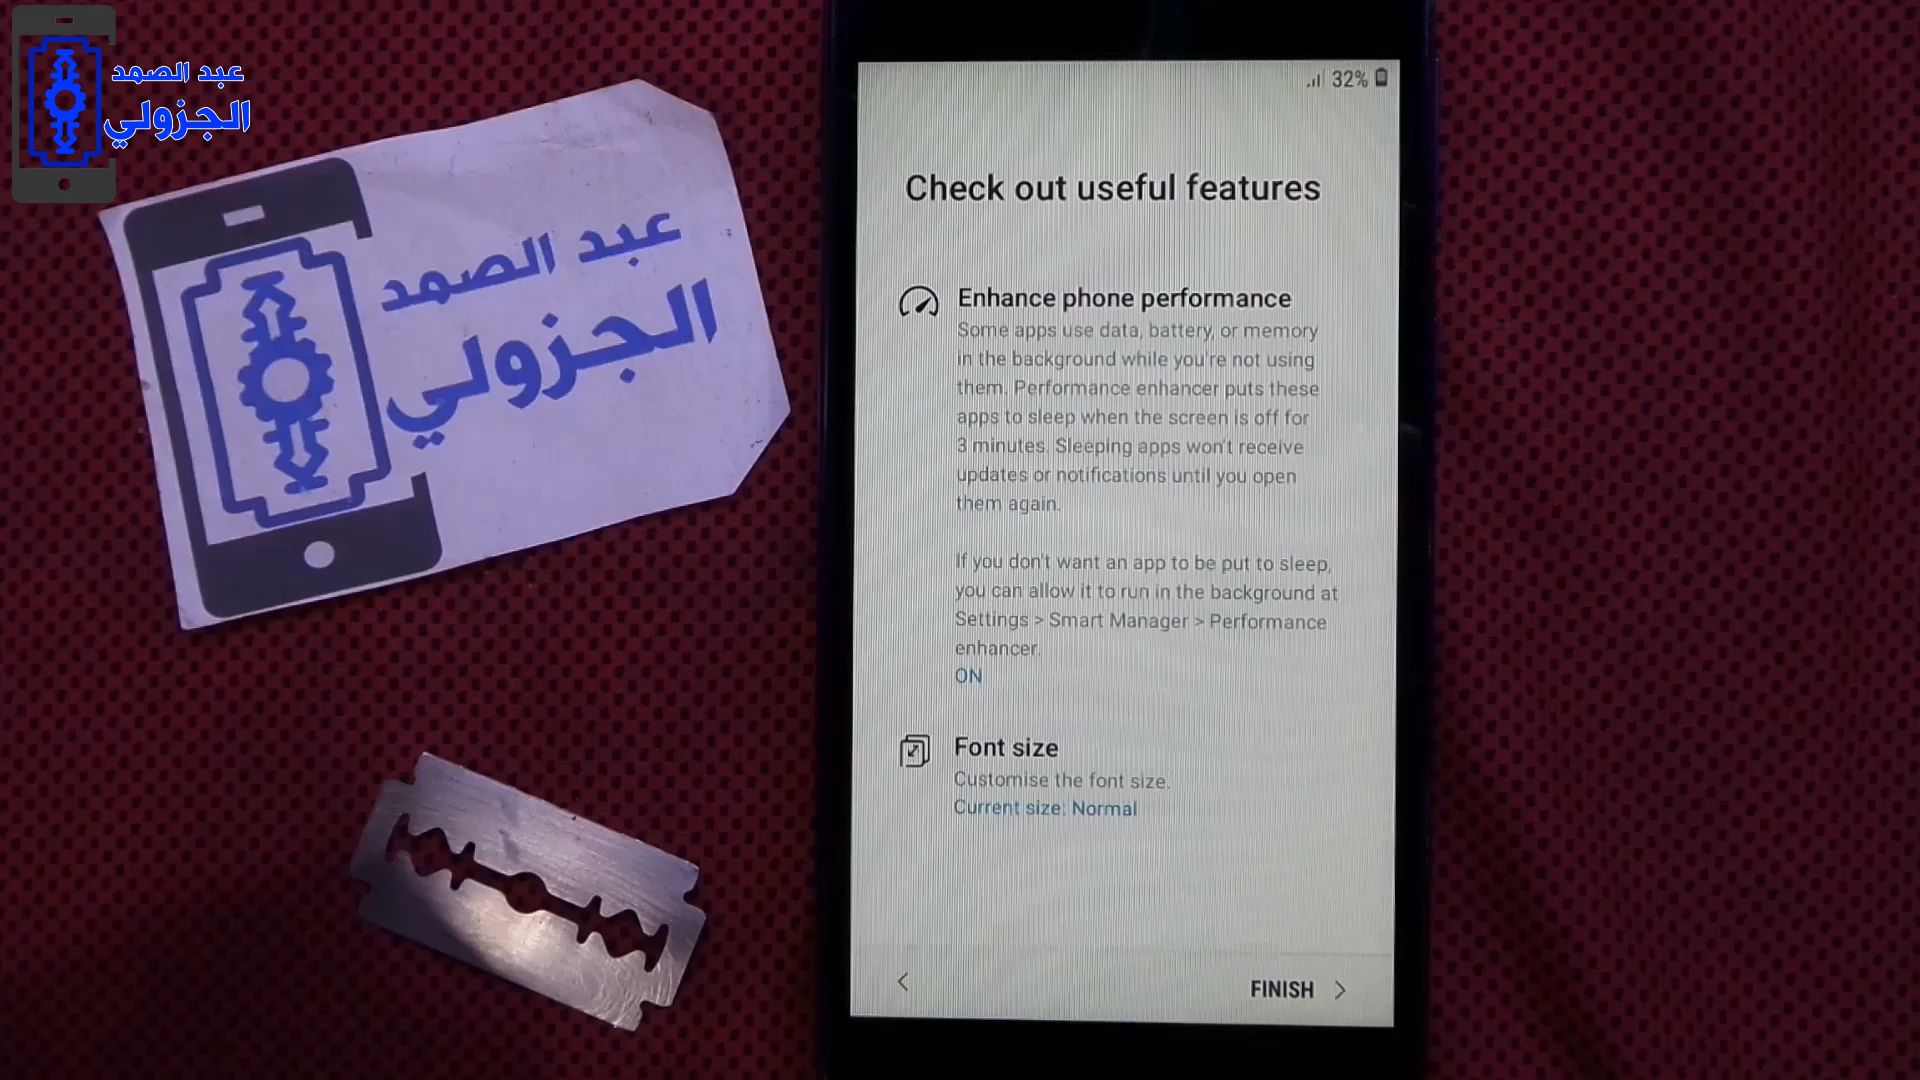 عبد الصمد
الجزولي
عبد الصمد
الجزولي
32%
Check out useful features
Enhance phone performance
Some apps use data, battery, or memory
in the background while you're not using
them. Performance enhancer puts these
apps to sleep when the screen is off for
3 minutes. Sleeping apps won't receive
updates or notifications until you open
them again.
If you don't want an app to be put to sleep,
you can allow it to run in the background at
Settings > Smart Manager > Performance
enhancer.
ON
Font size
Customise the font size.
Current size: Normal
FINISH